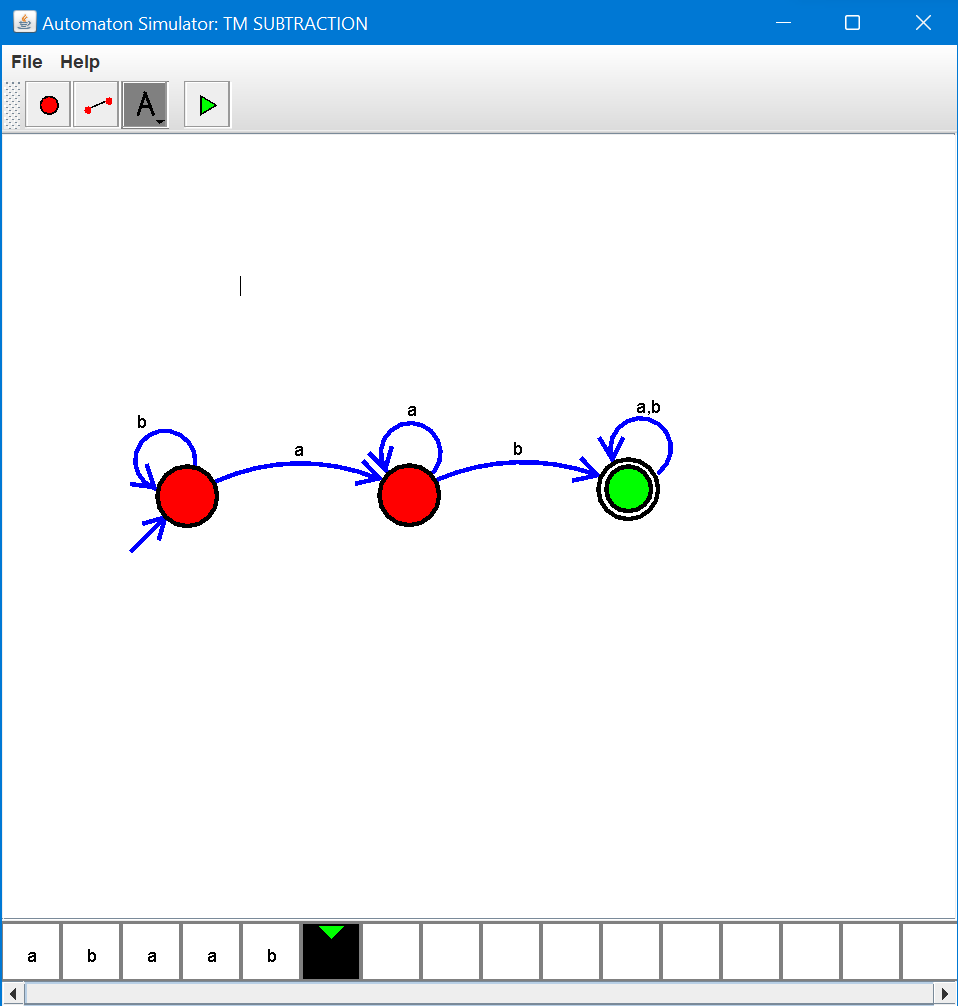 Automaton Simulator: TM SUBTRACTION
File Help
A
a,b
b a
a b
a b a a b